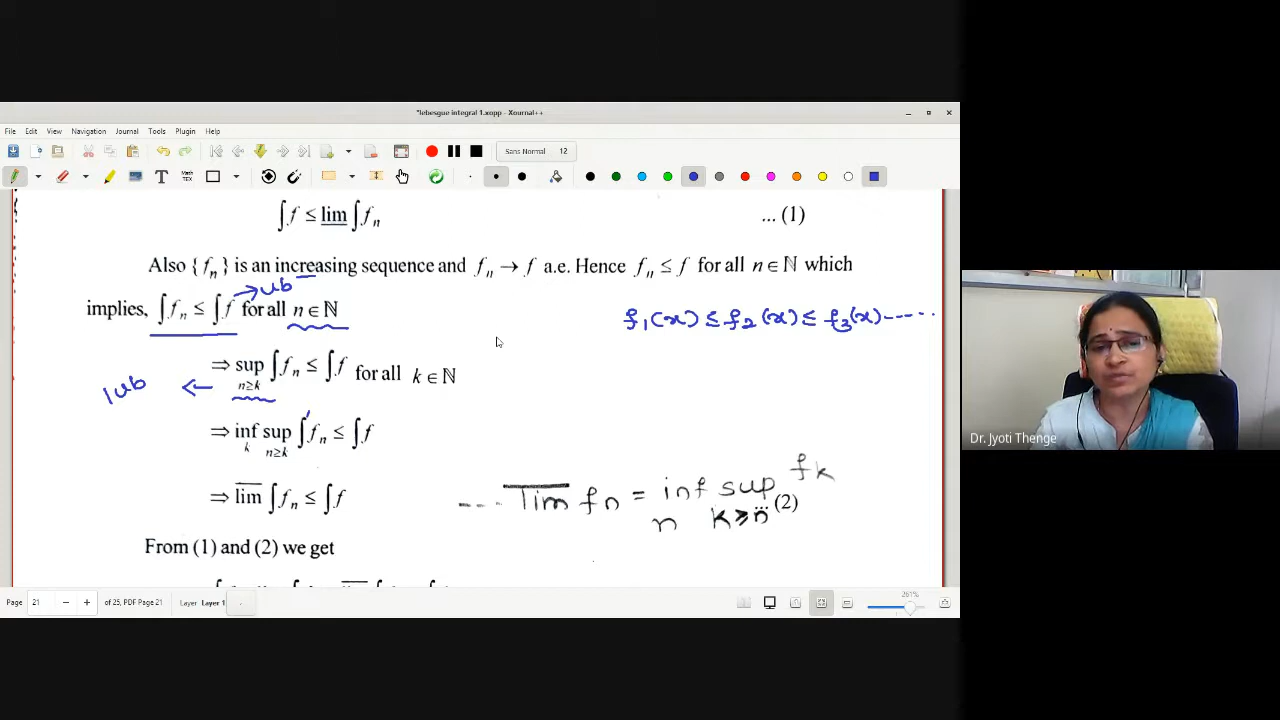 *lebesgue integral 1.xopp - Xournal++
File Edit View Navigation Journal Tools Plugin Help
Sans Normal 12
∫f ≤ lim ∫fn ... (1)
Also {fn} is an increasing sequence and fn → f a.e. Hence fn ≤ f for all n ∈ ℕ which
→ ub
implies, ∫fn ≤ ∫f for all n ∈ ℕ
f1(x) ≤ f2(x) ≤ f3(x)-----
⇒ sup n≥k ∫fn ≤ ∫f for all k ∈ ℕ
lub ←
⇒ inf k sup n≥k ∫fn ≤ ∫f
⇒ lim ∫fn ≤ ∫f ... (2)
--- lim fn = inf n sup k≥n fk
From (1) and (2) we get
Page 21 of 25, PDF Page 21 Layer Layer 1 261%
Dr. Jyoti Thenge